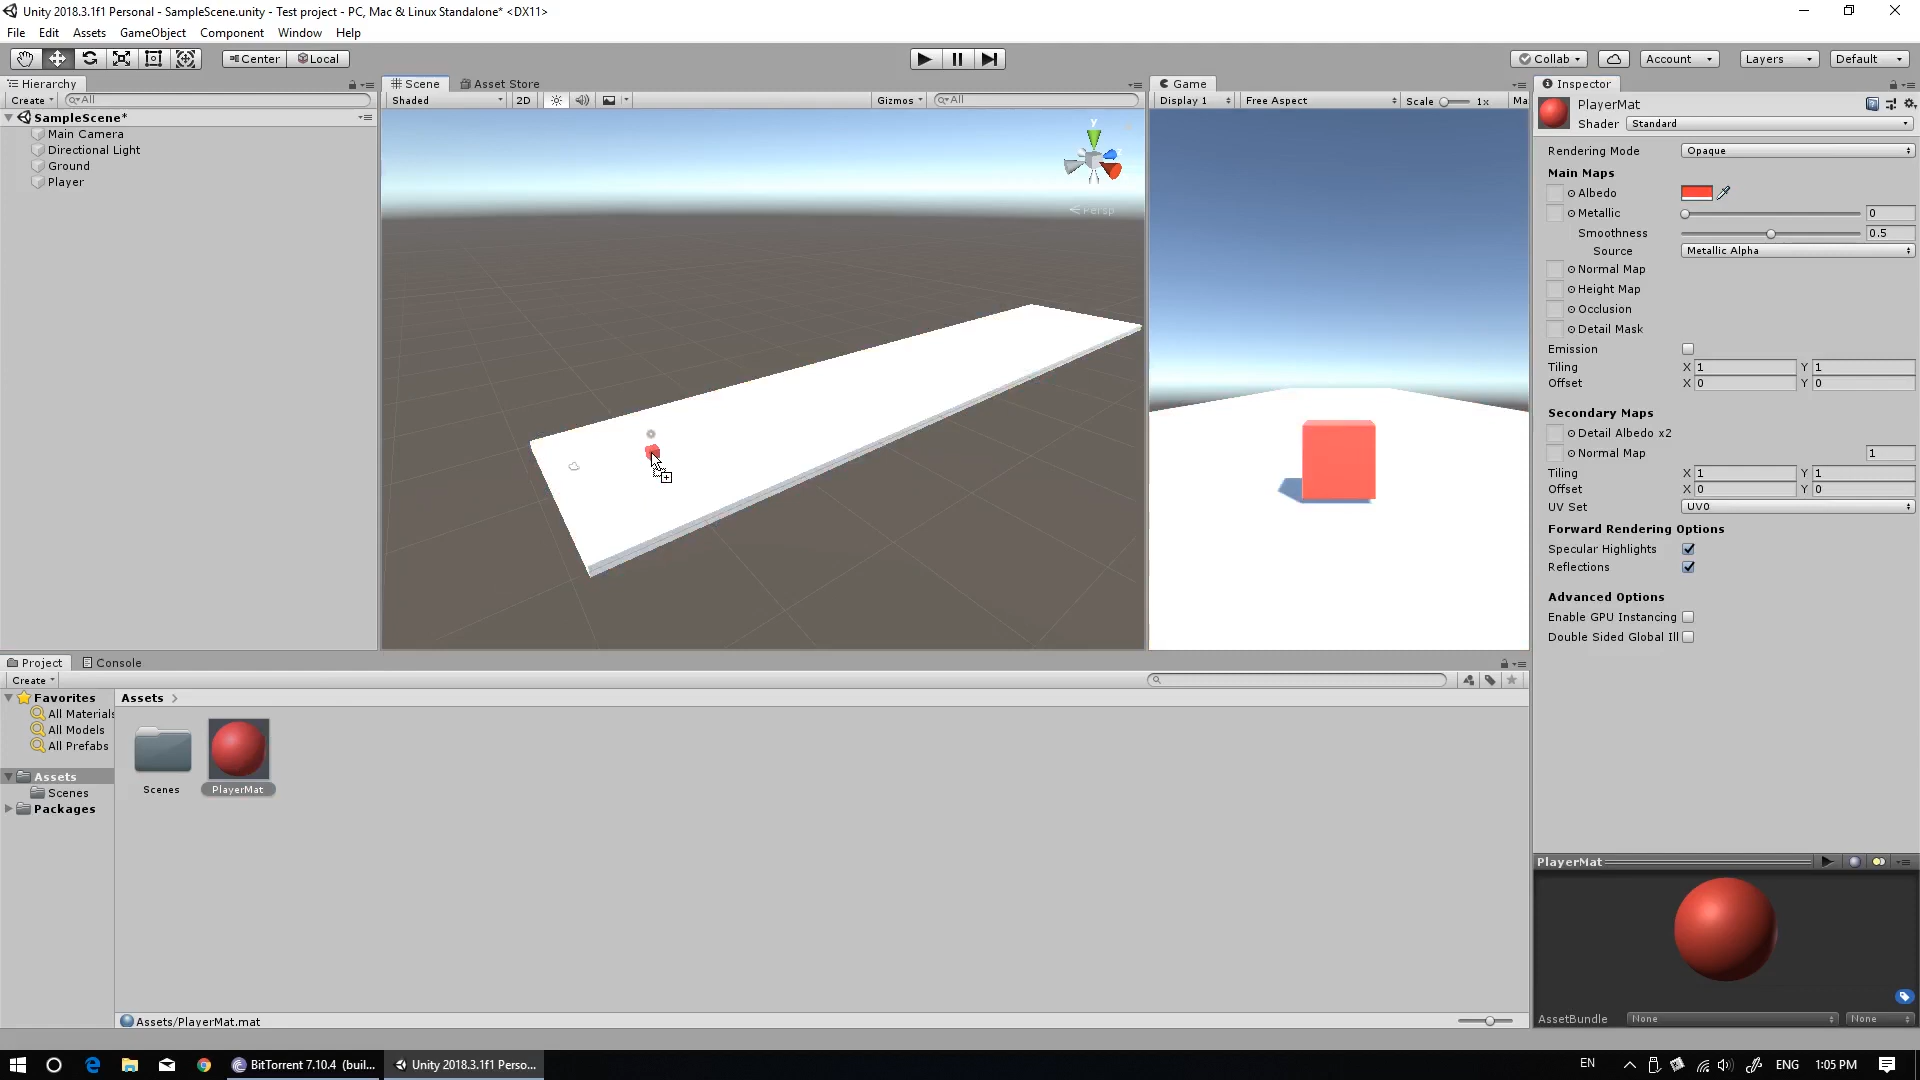 Unity 2018.3.1f1 Personal - SampleScene.unity - Test project - PC, Mac & Linux Standalone* <DX11>
File Edit Assets GameObject Component Window Help
Center Local
Collab Account Layers Default
Hierarchy
Create All
SampleScene*
Main Camera
Directional Light
Ground
Player
Scene Asset Store
Shaded 2D Gizmos All
y
Persp
Game
Display 1 Free Aspect Scale 1x Ma
Inspector
PlayerMat
Shader Standard
Rendering Mode Opaque
Main Maps
Albedo
Metallic 0
Smoothness 0.5
Source Metallic Alpha
Normal Map
Height Map
Occlusion
Detail Mask
Emission
Tiling X 1 Y 1
Offset X 0 Y 0
Secondary Maps
Detail Albedo x2
Normal Map 1
Tiling X 1 Y 1
Offset X 0 Y 0
UV Set UV0
Forward Rendering Options
Specular Highlights
Reflections
Advanced Options
Enable GPU Instancing
Double Sided Global Ill
PlayerMat
AssetBundle None None
Project Console
Create
Favorites
All Materials
All Models
All Prefabs
Assets
Scenes
Packages
Assets
Scenes
PlayerMat
Assets/PlayerMat.mat
BitTorrent 7.10.4 (buil...
Unity 2018.3.1f1 Perso...
EN
ENG
1:05 PM